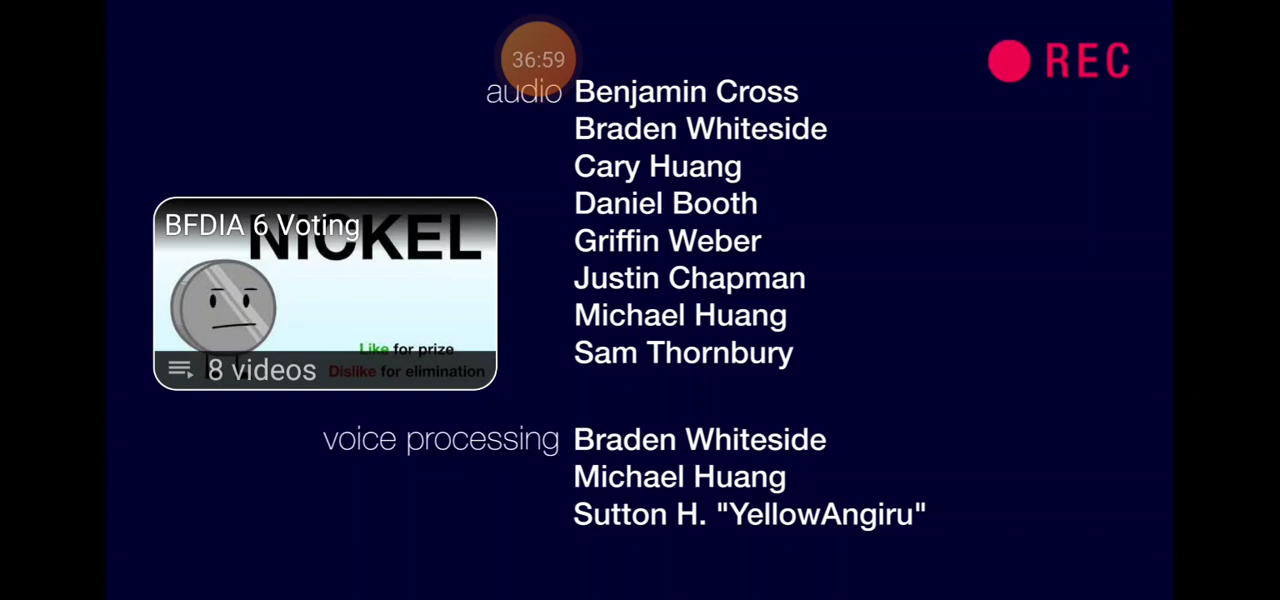 36:59
REC
audio Benjamin Cross
Braden Whiteside
Cary Huang
Daniel Booth
Griffin Weber
Justin Chapman
Michael Huang
Sam Thornbury
BFDIA 6 Voting
NICKEL
Like for prize
Dislike for elimination
8 videos
voice processing Braden Whiteside
Michael Huang
Sutton H. "YellowAngiru"